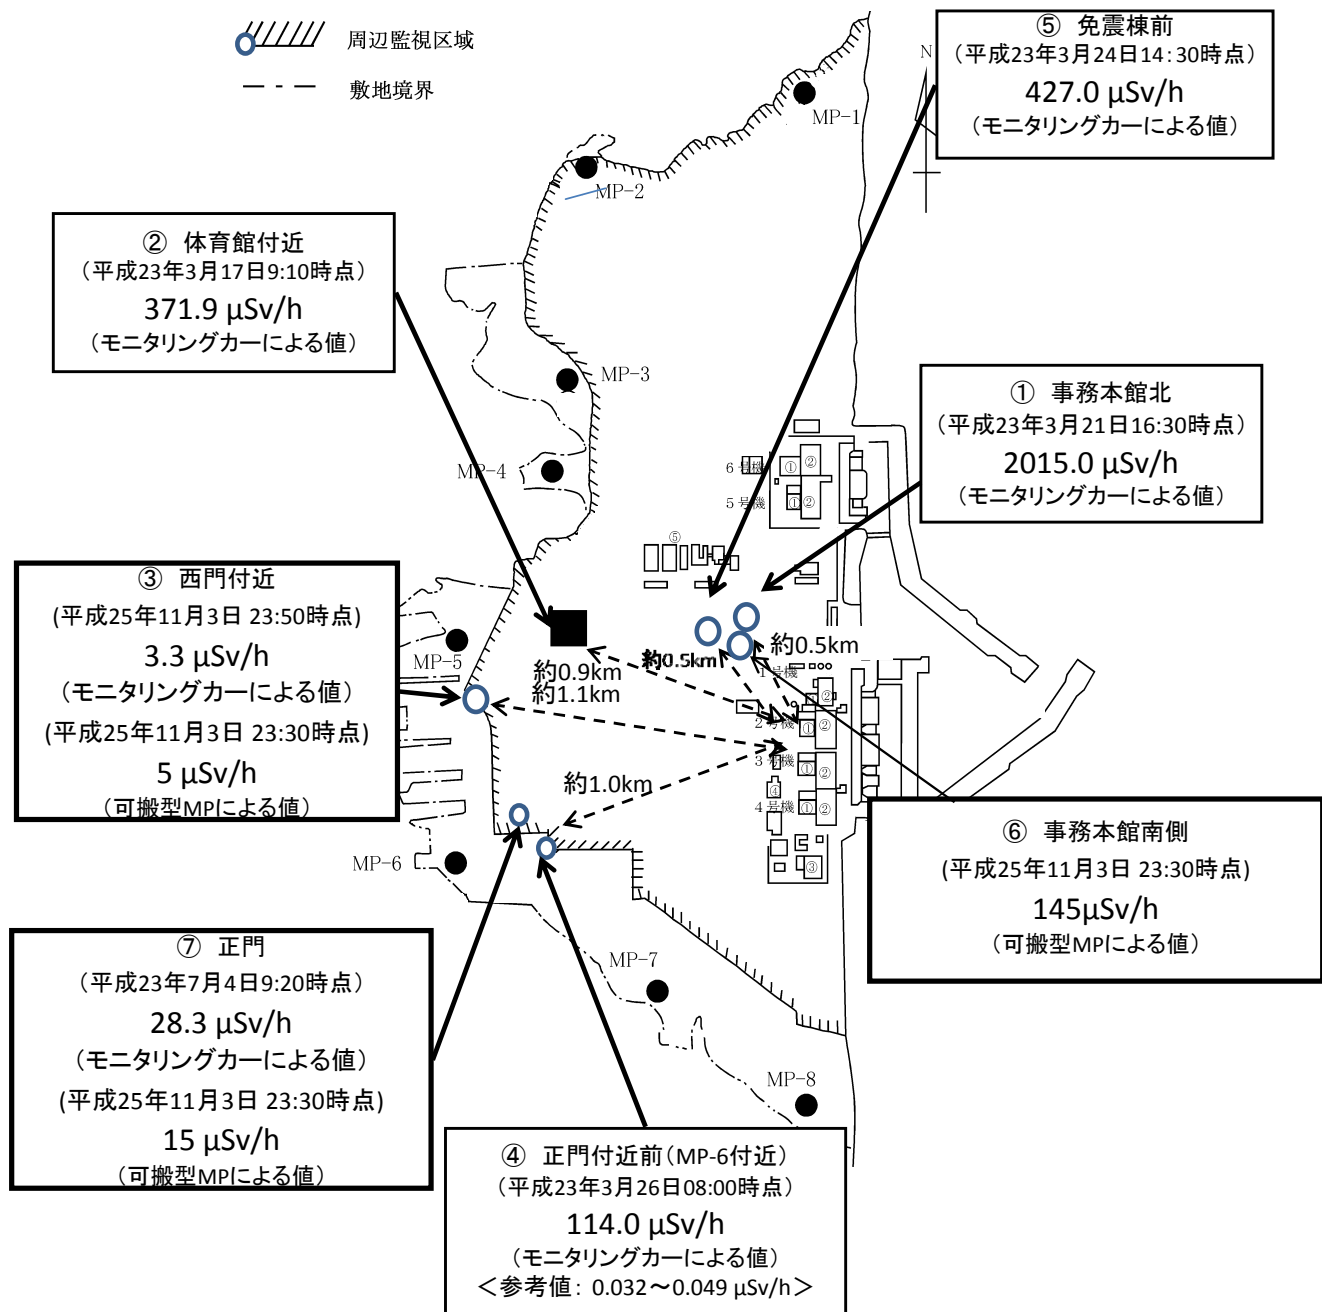 周辺監視区域
敷地境界
⑤ 免震棟前
（平成23年3月24日14:30時点）
427.0 μSv/h
（モニタリングカーによる値）
N
MP-1
MP-2
② 体育館付近
（平成23年3月17日9:10時点）
371.9 μSv/h
（モニタリングカーによる値）
MP-3
① 事務本館北
（平成23年3月21日16:30時点）
2015.0 μSv/h
（モニタリングカーによる値）
MP-4
6号機
①
②
5号機
①
②
⑤
③ 西門付近
(平成25年11月3日 23:50時点)
3.3 μSv/h
（モニタリングカーによる値）
(平成25年11月3日 23:30時点)
5 μSv/h
（可搬型MPによる値）
MP-5
約0.9km
約1.1km
約0.5km
約0.5km
1号機
②
2号機
①
②
3号機
①
②
約1.0km
④
4号機
①
②
③
MP-6
⑥ 事務本館南側
(平成25年11月3日 23:30時点)
145μSv/h
（可搬型MPによる値）
⑦ 正門
（平成23年7月4日9:20時点）
28.3 μSv/h
（モニタリングカーによる値）
(平成25年11月3日 23:30時点)
15 μSv/h
（可搬型MPによる値）
MP-7
MP-8
④ 正門付近前（MP-6付近）
（平成23年3月26日08:00時点）
114.0 μSv/h
（モニタリングカーによる値）
＜参考値： 0.032～0.049 μSv/h＞